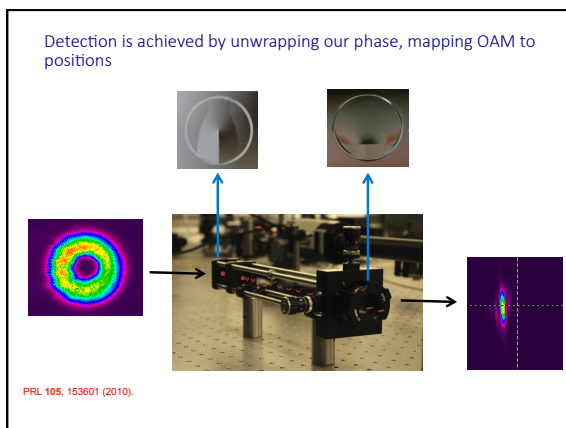 Detection is achieved by unwrapping our phase, mapping OAM to
positions
PRL 105, 153601 (2010).